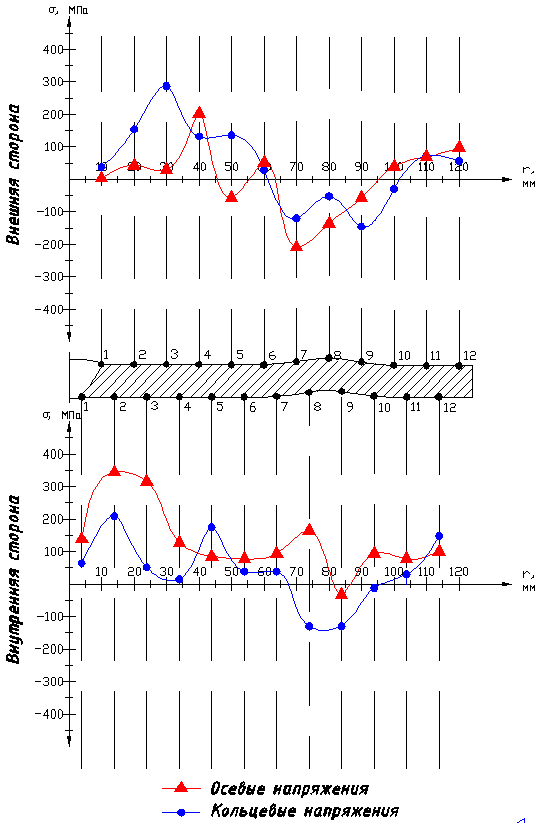 σ, МПа
400
300
200
100
10 20 30 40 50 60 70 80 90 100 110 120
r, мм
-100
-200
-300
-400
Внешняя сторона
1 2 3 4 5 6 7 8 9 10 11 12
1 2 3 4 5 6 7 8 9 10 11 12
σ, МПа
400
300
200
100
10 20 30 40 50 60 70 80 90 100 110 120
r, мм
-100
-200
-300
-400
Внутренняя сторона
Осевые напряжения
Кольцевые напряжения